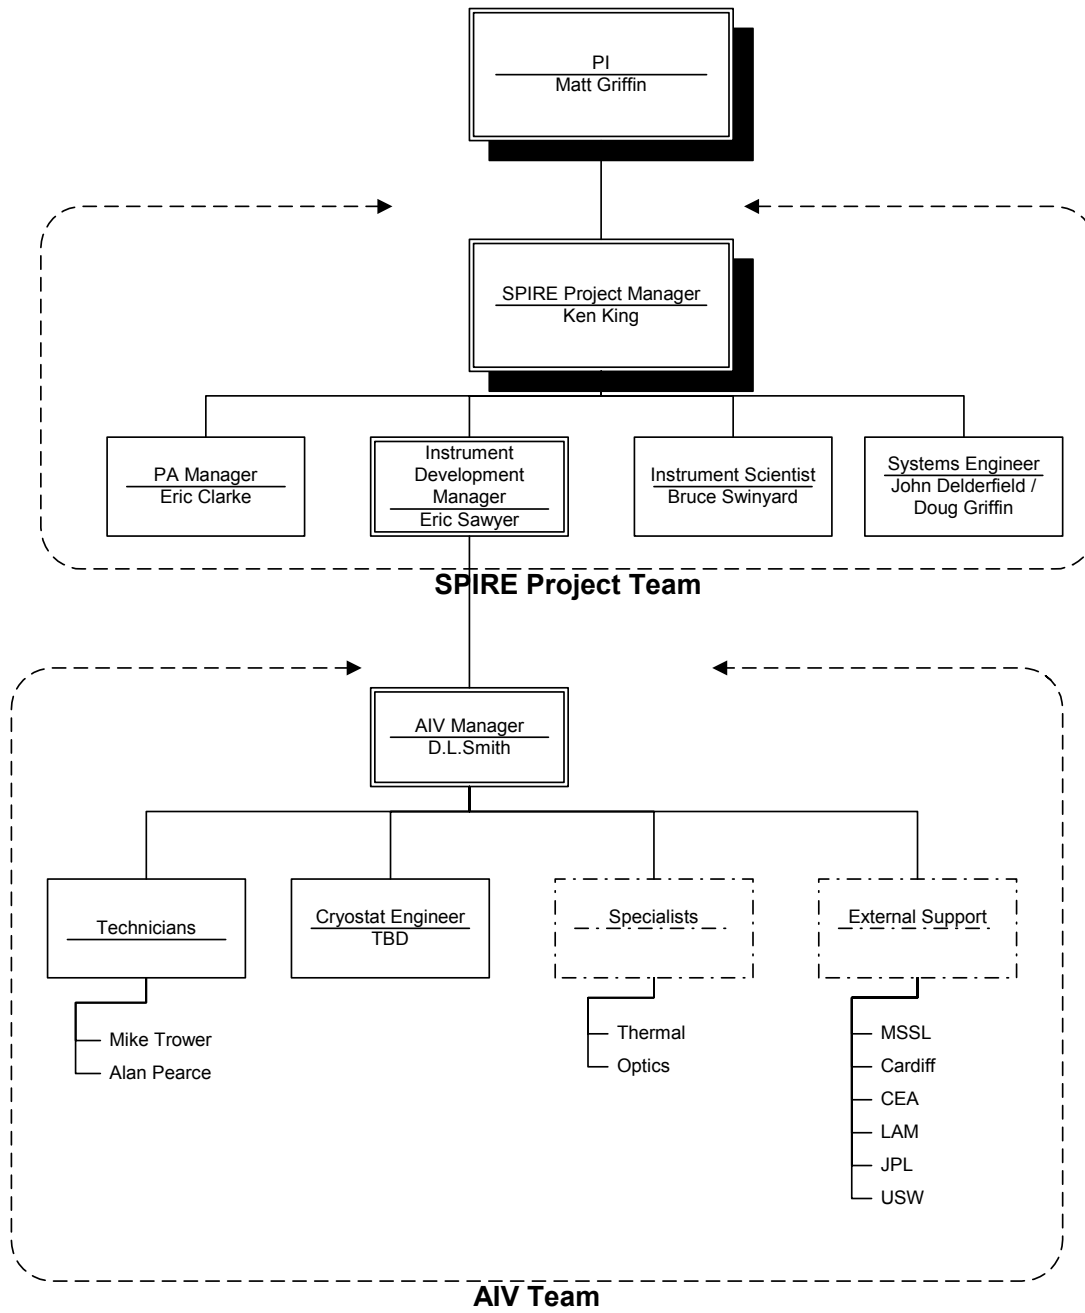 PI
Matt Griffin
SPIRE Project Manager
Ken King
PA Manager
Eric Clarke
Instrument
Development
Manager
Eric Sawyer
Instrument Scientist
Bruce Swinyard
Systems Engineer
John Delderfield /
Doug Griffin
SPIRE Project Team
AIV Manager
D.L.Smith
Technicians
Mike Trower
Alan Pearce
Cryostat Engineer
TBD
Specialists
Thermal
Optics
External Support
MSSL
Cardiff
CEA
LAM
JPL
USW
AIV Team